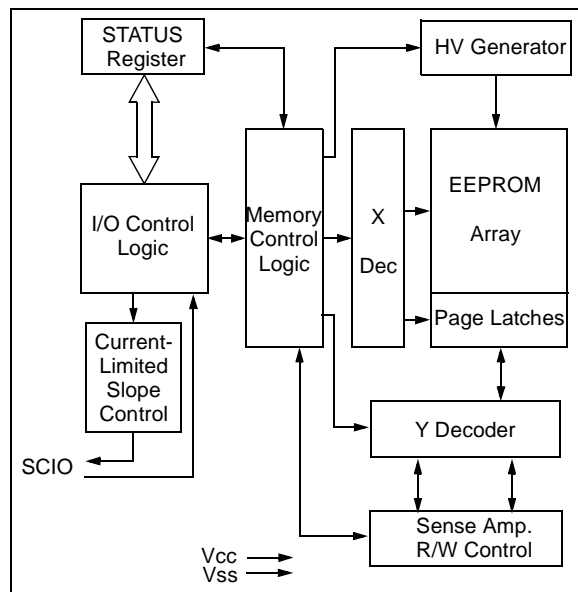 STATUS
Register
HV Generator
I/O Control
Logic
Memory
Control
Logic
X
Dec
EEPROM
Array
Page Latches
Current-
Limited
Slope
Control
Y Decoder
SCIO
Sense Amp.
R/W Control
Vcc
Vss